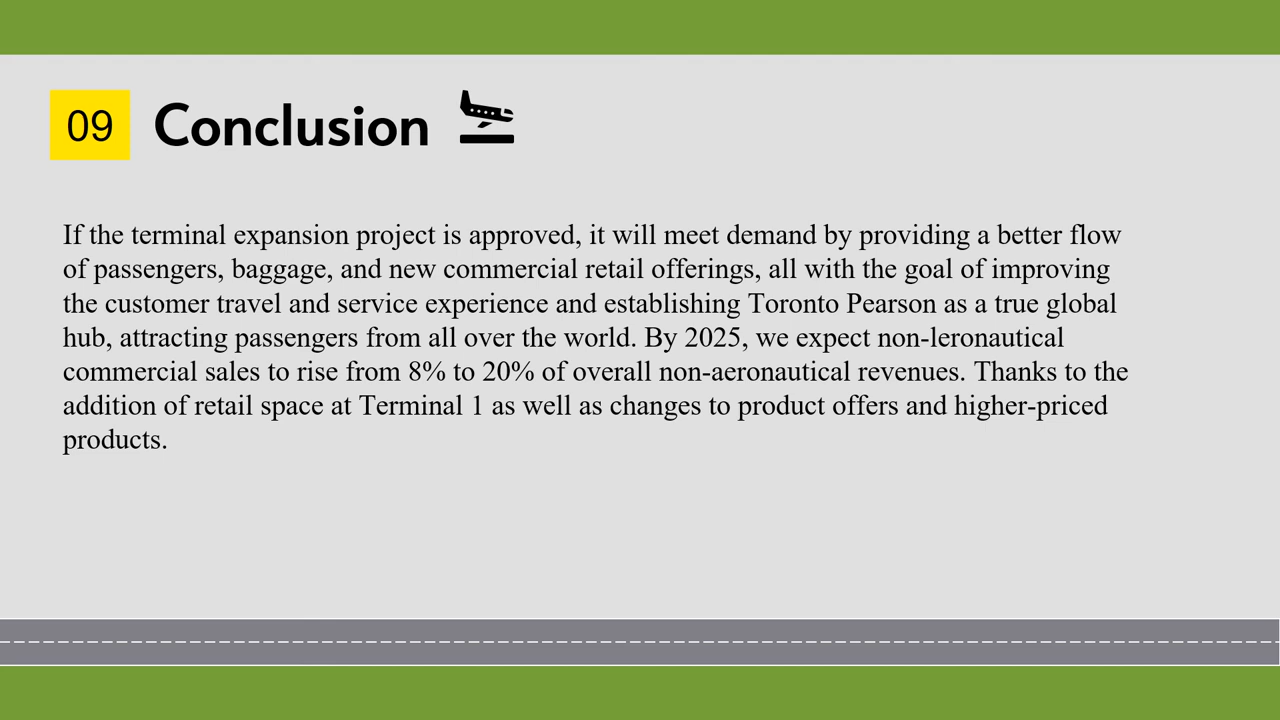 09
Conclusion
If the terminal expansion project is approved, it will meet demand by providing a better flow
of passengers, baggage, and new commercial retail offerings, all with the goal of improving
the customer travel and service experience and establishing Toronto Pearson as a true global
hub, attracting passengers from all over the world. By 2025, we expect non-leronautical
commercial sales to rise from 8% to 20% of overall non-aeronautical revenues. Thanks to the
addition of retail space at Terminal 1 as well as changes to product offers and higher-priced
products.